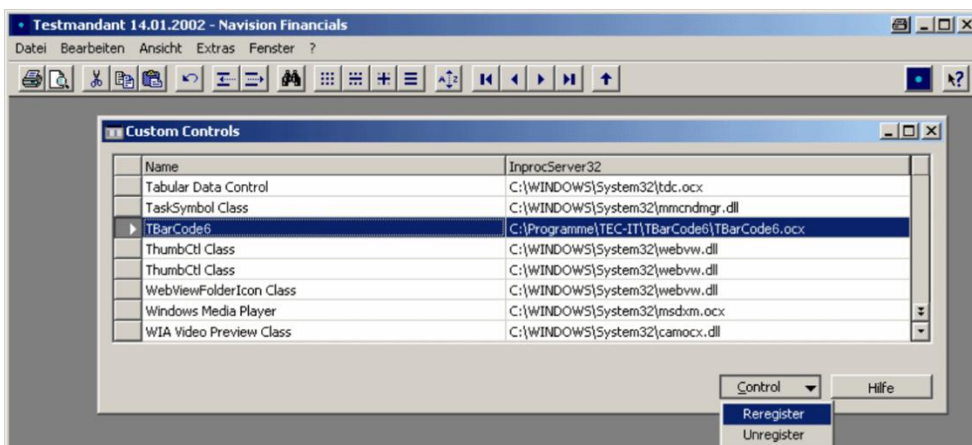 Testmandant 14.01.2002 - Navision Financials
Datei Bearbeiten Ansicht Extras Fenster ?
Custom Controls
Name InprocServer32
Tabular Data Control C:\WINDOWS\System32\tdc.ocx
TaskSymbol Class C:\WINDOWS\System32\mmcndmgr.dll
TBarCode6 C:\Programme\TEC-IT\TBarCode6\TBarCode6.ocx
ThumbCtl Class C:\WINDOWS\System32\webvw.dll
ThumbCtl Class C:\WINDOWS\System32\webvw.dll
WebViewFolderIcon Class C:\WINDOWS\System32\webvw.dll
Windows Media Player C:\WINDOWS\System32\msdxm.ocx
WIA Video Preview Class C:\WINDOWS\System32\camocx.dll
Control Hilfe
Reregister
Unregister